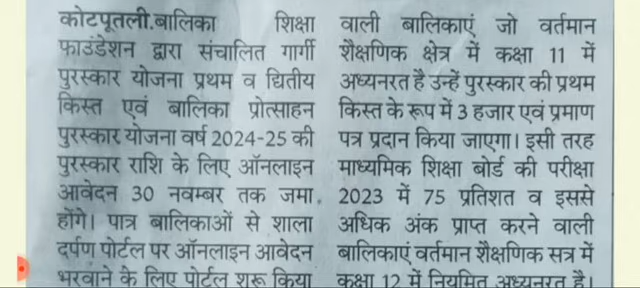 कोटपूतली.बालिका शिक्षा
फाउंडेशन द्वारा संचालित गार्गी
पुरस्कार योजना प्रथम व द्वितीय
किस्त एवं बालिका प्रोत्साहन
पुरस्कार योजना वर्ष 2024-25 की
पुरस्कार राशि के लिए ऑनलाइन
आवेदन 30 नवम्बर तक जमा
होंगे। पात्र बालिकाओं से शाला
दर्पण पोर्टल पर ऑनलाइन आवेदन
भरवाने के लिए पोर्टल शुरू किया
वाली बालिकाएं जो वर्तमान
शैक्षणिक क्षेत्र में कक्षा 11 में
अध्यनरत है उन्हें पुरस्कार की प्रथम
किस्त के रूप में 3 हजार एवं प्रमाण
पत्र प्रदान किया जाएगा। इसी तरह
माध्यमिक शिक्षा बोर्ड की परीक्षा
2023 में 75 प्रतिशत व इससे
अधिक अंक प्राप्त करने वाली
बालिकाएं वर्तमान शैक्षणिक सत्र में
कक्षा 12 में नियमित अध्यनरत है।